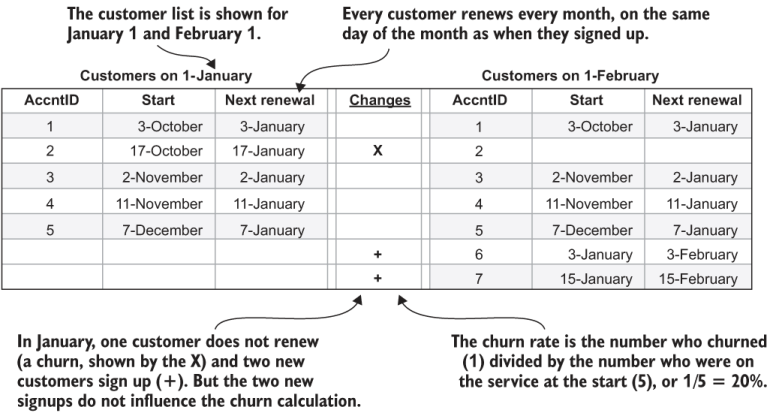 The customer list is shown for
January 1 and February 1.
Every customer renews every month, on the same
day of the month as when they signed up.
Customers on 1-January
Customers on 1-February
AccntID Start Next renewal Changes AccntID Start Next renewal
1 3-October 3-January 1 3-October 3-January
2 17-October 17-January X 2
3 2-November 2-January 3 2-November 2-January
4 11-November 11-January 4 11-November 11-January
5 7-December 7-January 5 7-December 7-January
+ 6 3-January 3-February
+ 7 15-January 15-February
In January, one customer does not renew
(a churn, shown by the X) and two new
customers sign up (+). But the two new
signups do not influence the churn calculation.
The churn rate is the number who churned
(1) divided by the number who were on
the service at the start (5), or 1/5 = 20%.